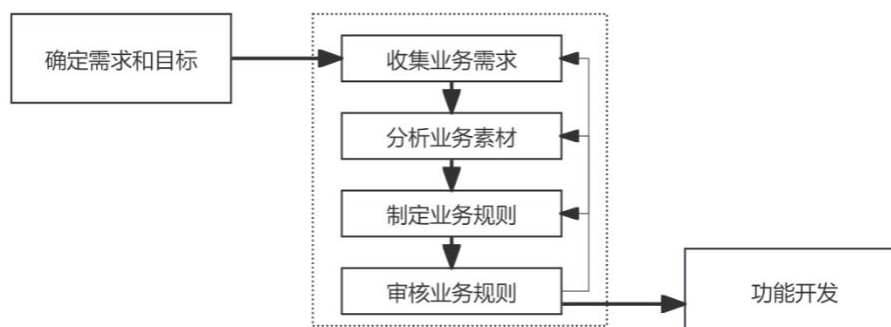 确定需求和目标
收集业务需求
分析业务素材
制定业务规则
审核业务规则
功能开发